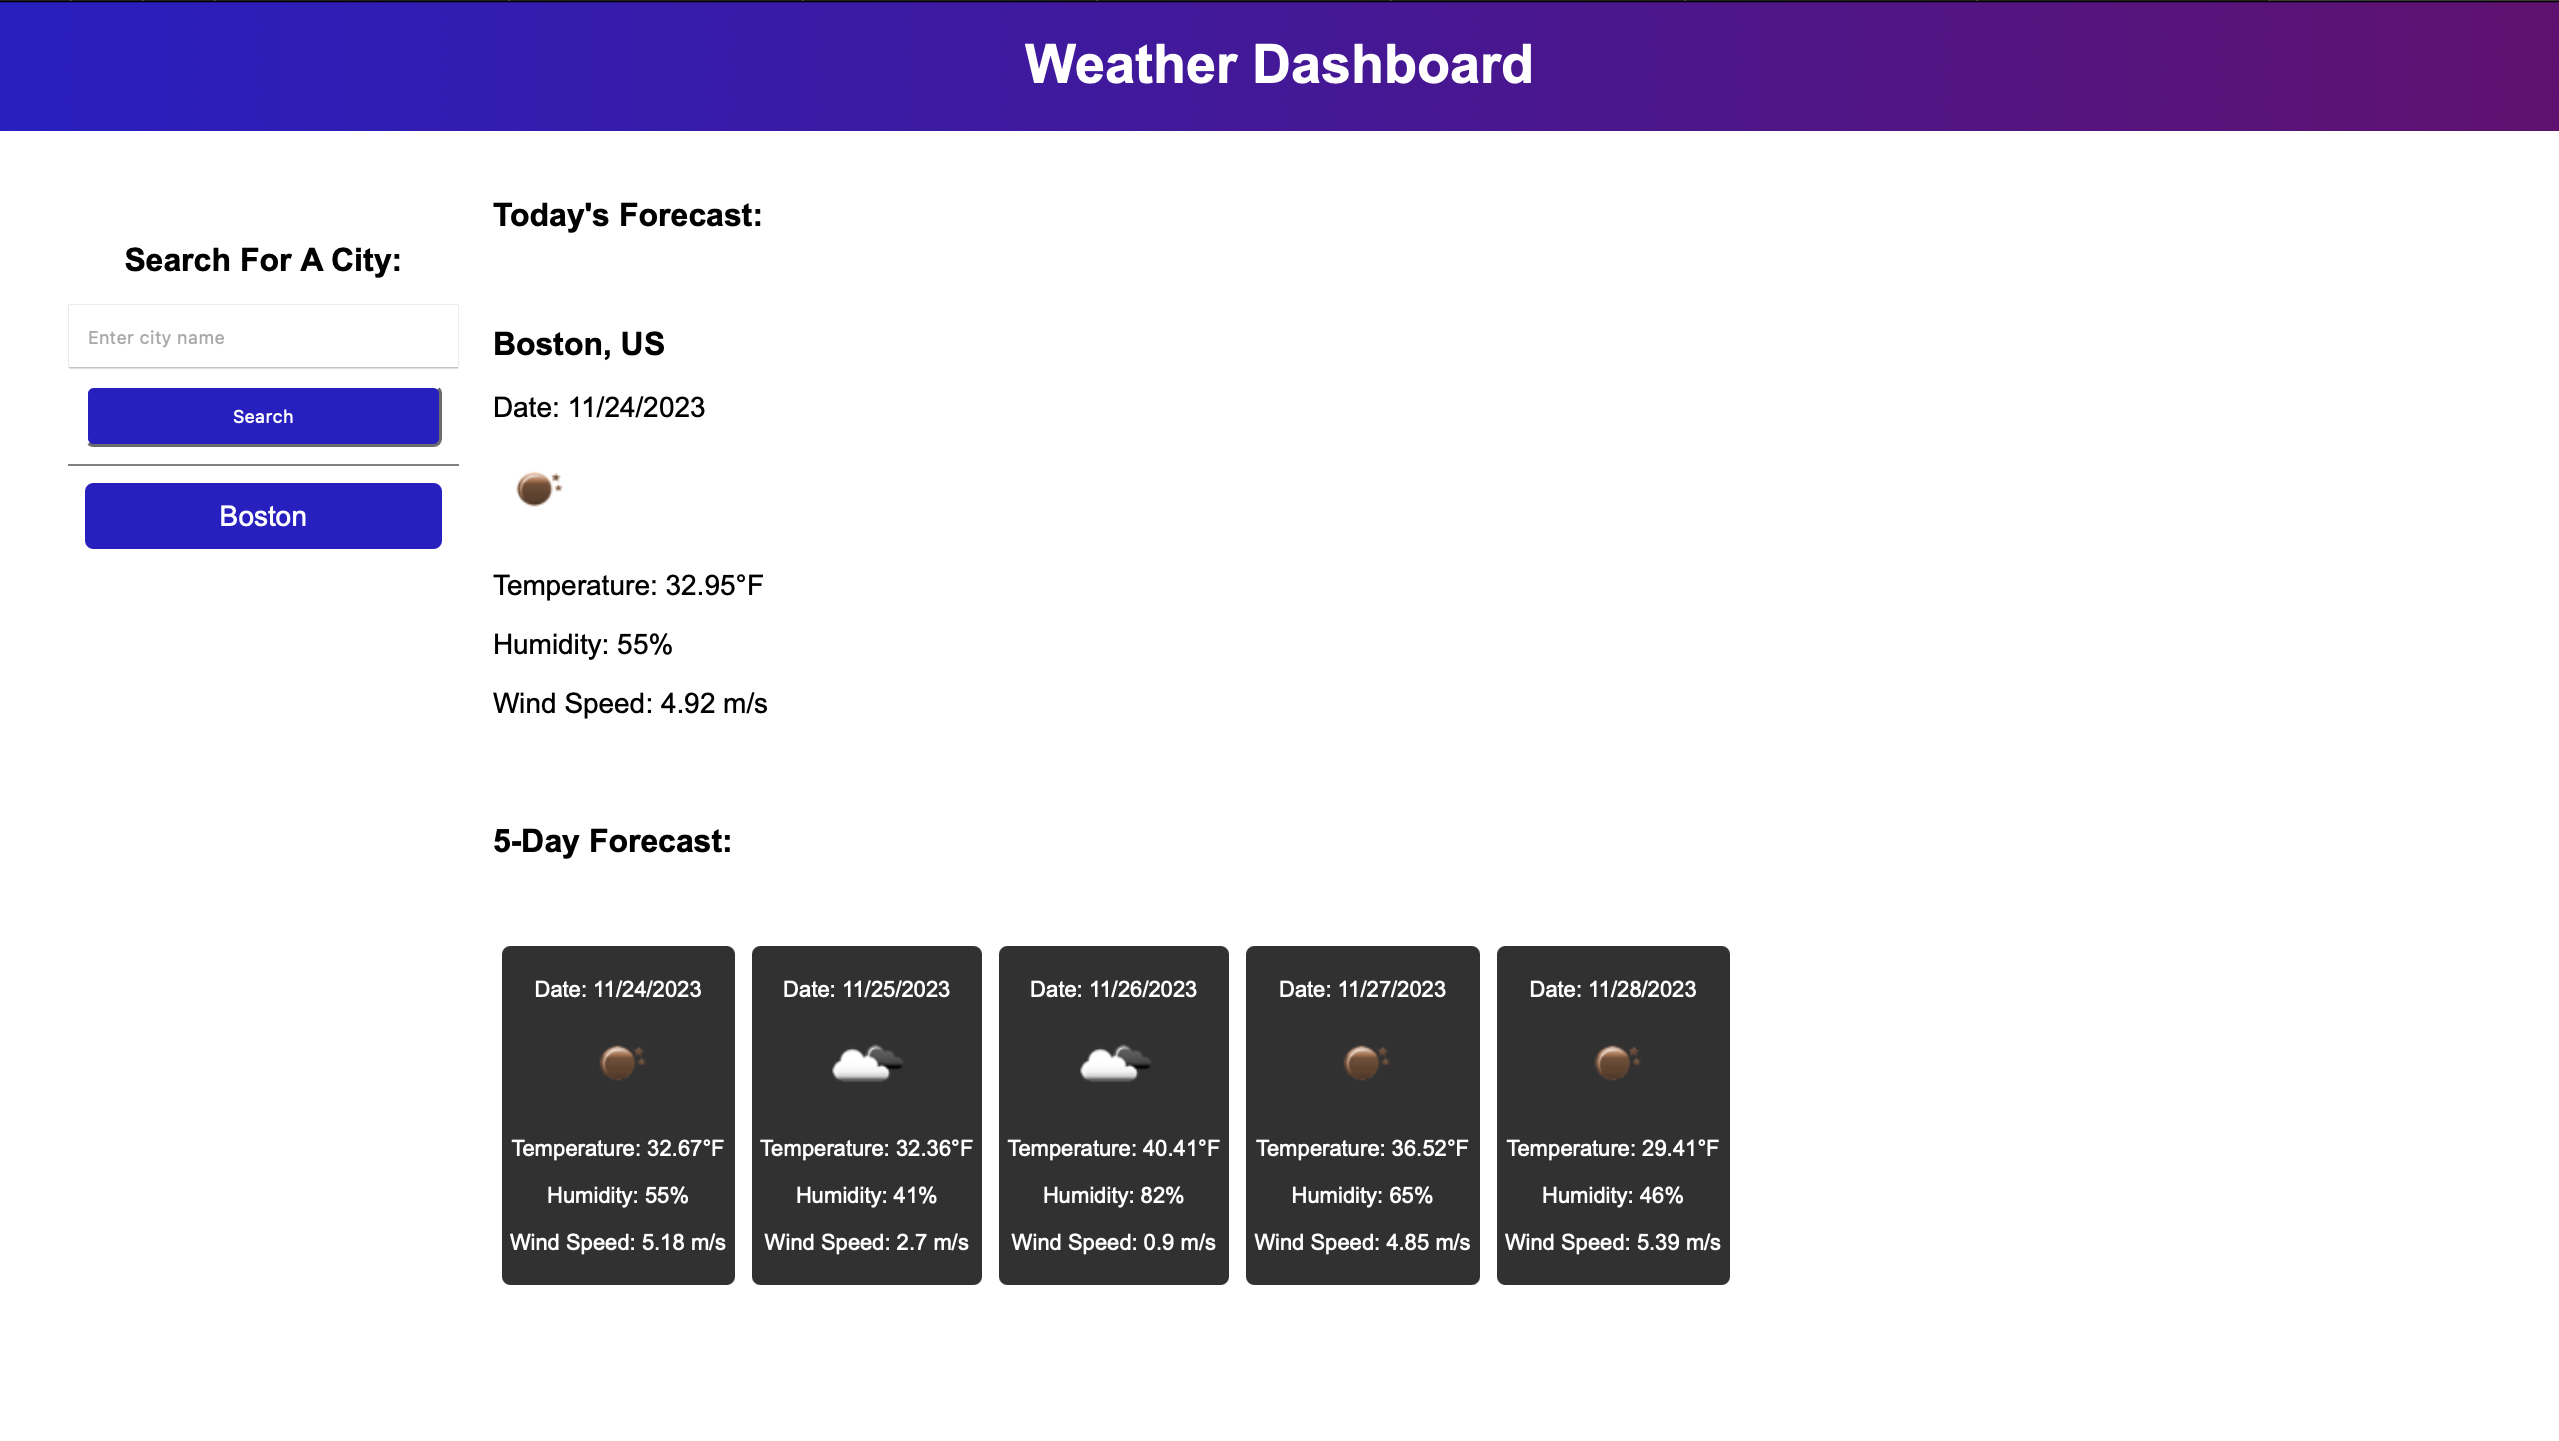 Weather Dashboard
Search For A City:
Enter city name
Search
Boston
Today's Forecast:
Boston, US
Date: 11/24/2023
Temperature: 32.95°F
Humidity: 55%
Wind Speed: 4.92 m/s
5-Day Forecast:
Date: 11/24/2023
Temperature: 32.67°F
Humidity: 55%
Wind Speed: 5.18 m/s
Date: 11/25/2023
Temperature: 32.36°F
Humidity: 41%
Wind Speed: 2.7 m/s
Date: 11/26/2023
Temperature: 40.41°F
Humidity: 82%
Wind Speed: 0.9 m/s
Date: 11/27/2023
Temperature: 36.52°F
Humidity: 65%
Wind Speed: 4.85 m/s
Date: 11/28/2023
Temperature: 29.41°F
Humidity: 46%
Wind Speed: 5.39 m/s